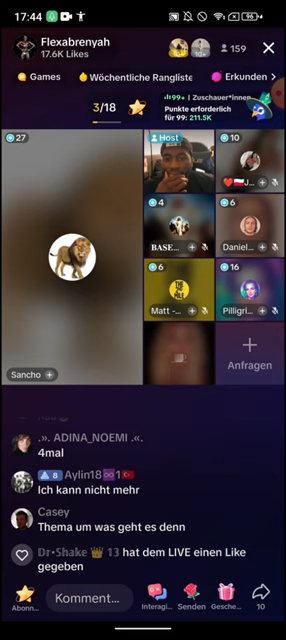 17:44
96
Flexabrenyah
17.6K Likes
159
Games
Wöchentliche Rangliste
Erkunden
3/18
99+ | Zuschauer*innen
Punkte erforderlich
für 99: 211.5K
27
Host
10
4
6
BASE...
Daniel...
6
16
Matt -...
Pilligri...
Sancho
Anfragen
.». ADINA_NOEMI .«.
4mal
8 Aylin18♾1🇹🇷
Ich kann nicht mehr
Casey
Thema um was geht es denn
Dr•Shake 👑 13 hat dem LIVE einen Like
gegeben
Abonn...
Komment...
Interagi...
Senden
Gesche...
10